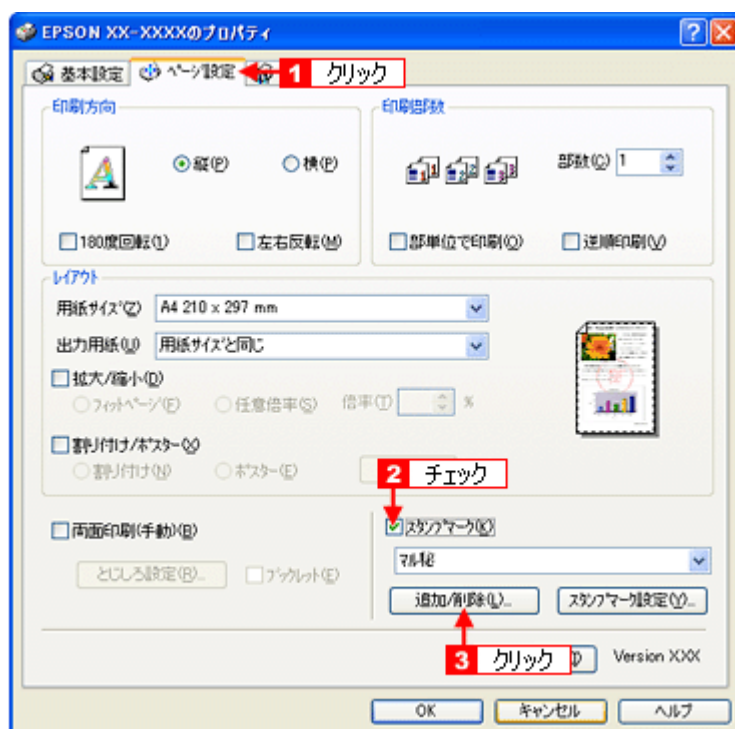 EPSON XX-XXXXのプロパティ
基本設定 ページ設定
1 クリック
印刷方向
縦(P) 横(P)
180度回転(1) 左右反転(M)
印刷部数
部数(C) 1
部単位で印刷(O) 逆順印刷(V)
レイアウト
用紙サイズ(Z) A4 210 x 297 mm
出力用紙(U) 用紙サイズと同じ
拡大/縮小(D)
フィットページ(F) 任意倍率(S) 倍率(T) %
割り付け/ポスター(X)
割り付け(N) ポスター(E)
2 チェック
両面印刷(手動)(B)
とじしろ設定(R)... ブックレット(E)
スタンプマーク(K)
マル秘
追加/削除(L)... スタンプマーク設定(Y)...
3 クリック
Version XXX
OK キャンセル ヘルプ